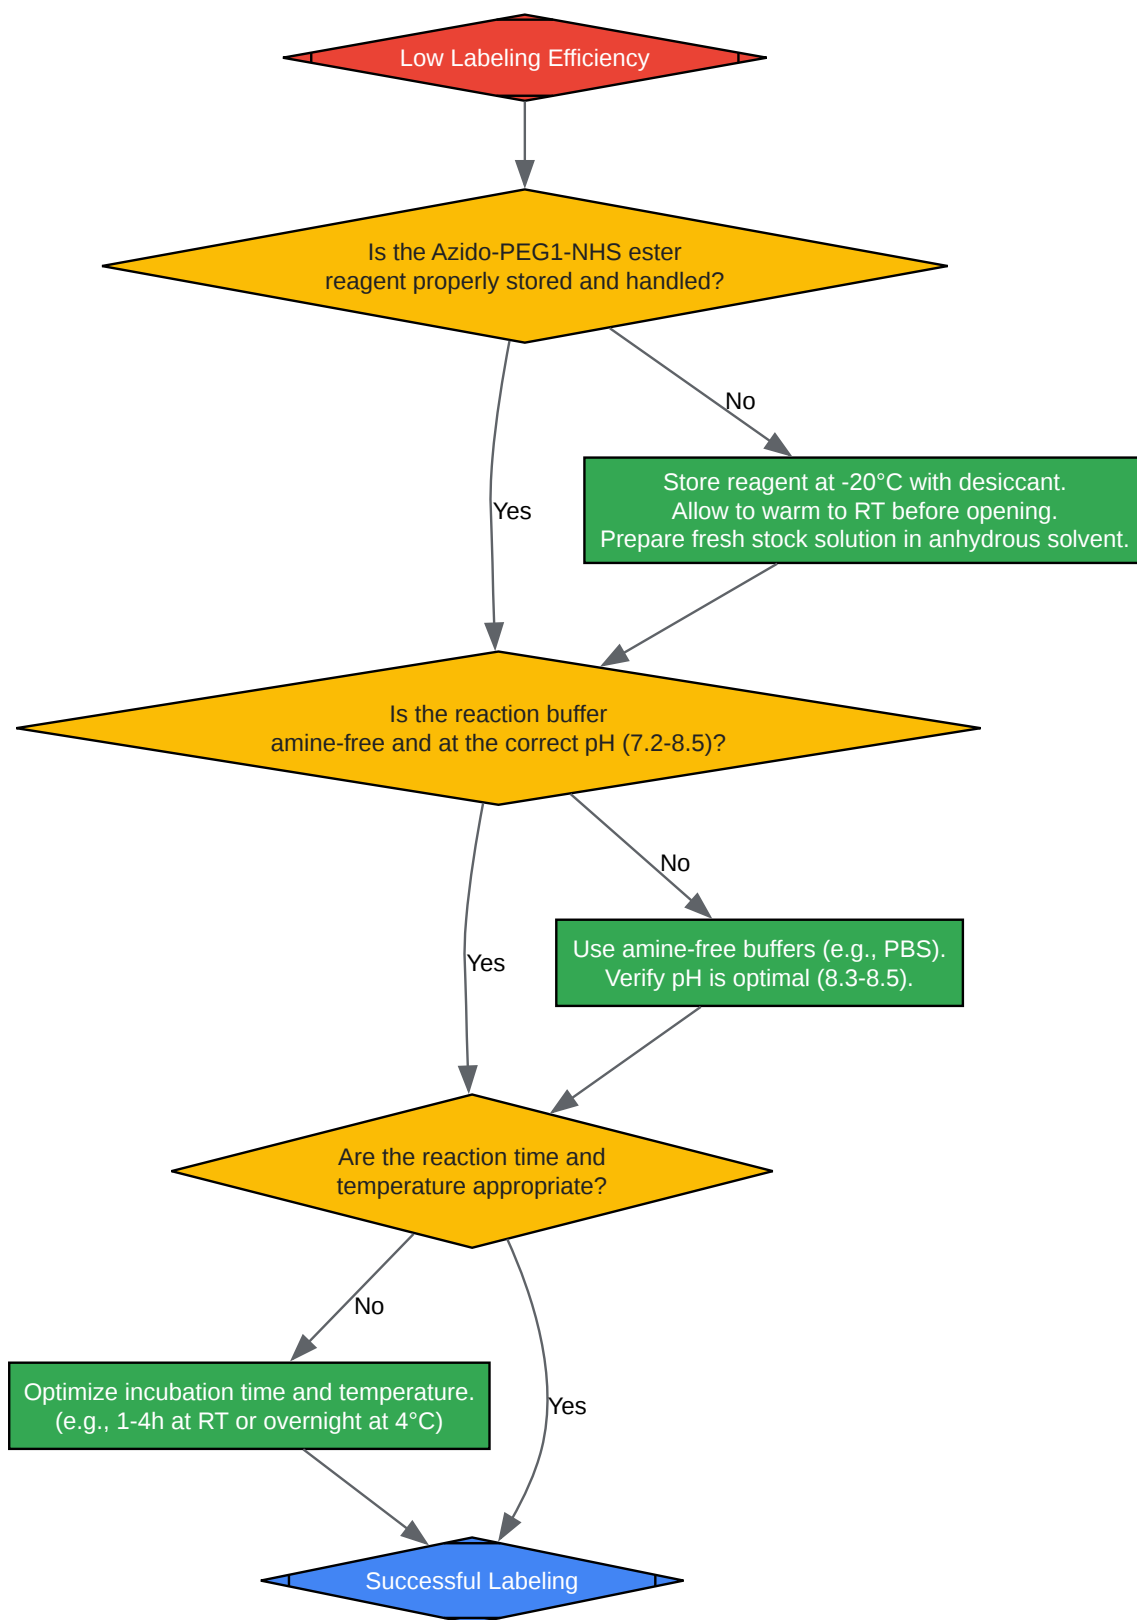 Low Labeling Efficiency
Is the Azido-PEG1-NHS ester
reagent properly stored and handled?
No
Store reagent at -20°C with desiccant.
Allow to warm to RT before opening.
Prepare fresh stock solution in anhydrous solvent.
Yes
Is the reaction buffer
amine-free and at the correct pH (7.2-8.5)?
No
Use amine-free buffers (e.g., PBS).
Verify pH is optimal (8.3-8.5).
Yes
Are the reaction time and
temperature appropriate?
No
Optimize incubation time and temperature.
(e.g., 1-4h at RT or overnight at 4°C)
Yes
Successful Labeling